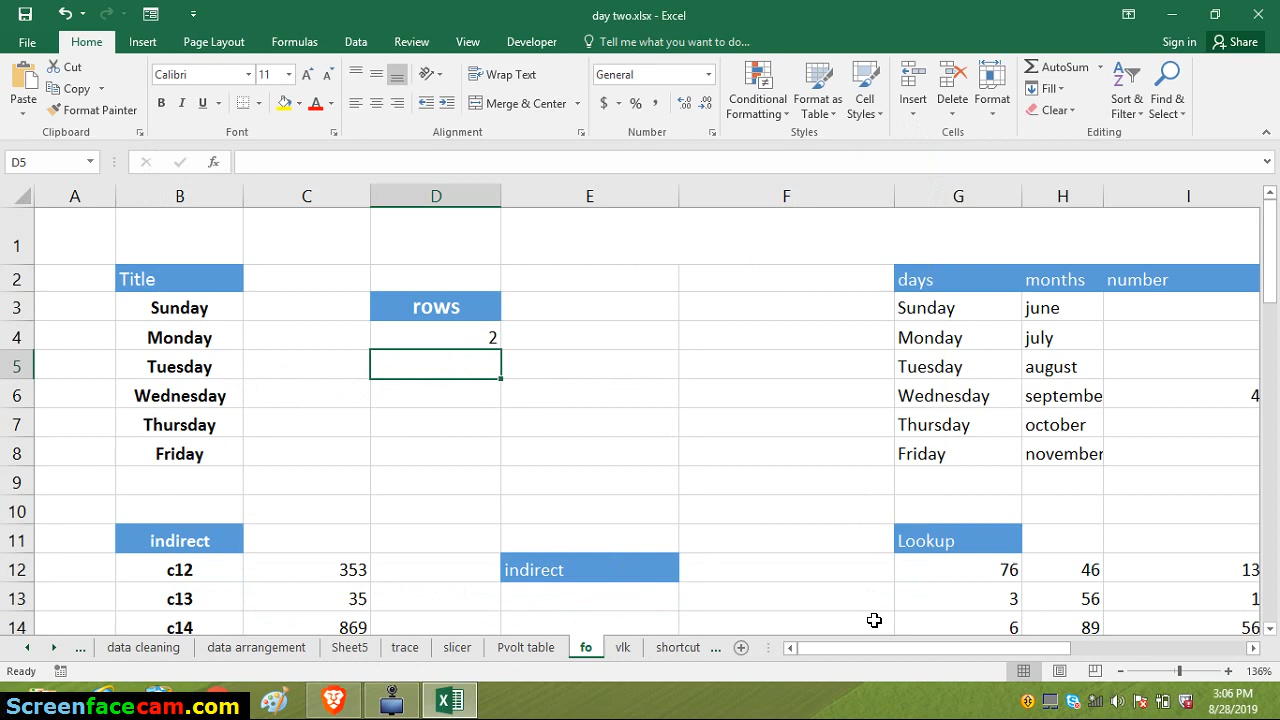 day two.xlsx - Excel
File Home Insert Page Layout Formulas Data Review View Developer Tell me what you want to do... Sign in Share
Paste Cut Copy Format Painter Clipboard
Calibri 11 B I U A A A Font
Wrap Text Merge & Center Alignment
General $ % , Number
Conditional Formatting Format as Table Cell Styles Styles
Insert Delete Format Cells
AutoSum Fill Clear Sort & Filter Find & Select Editing
D5 fx
A B C D E F G H I
1
2 Title days months number
3 Sunday rows Sunday june
4 Monday 2 Monday july
5 Tuesday Tuesday august
6 Wednesday Wednesday septembe 4
7 Thursday Thursday october
8 Friday Friday november
9
10
11 indirect Lookup
12 c12 353 indirect 76 46 13
13 c13 35 3 56 1
14 c14 869 6 89 56
... data cleaning data arrangement Sheet5 trace slicer Pvolt table fo vlk shortcut ...
Ready 136%
Screenfacecam.com 3:06 PM
8/28/2019